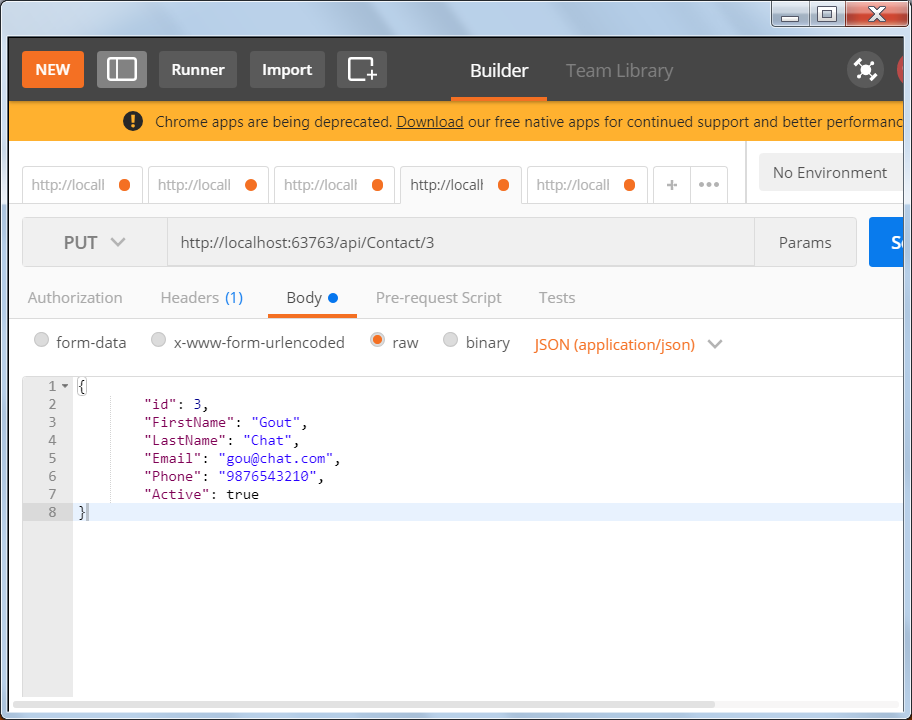 NEW Runner Import Builder Team Library
Chrome apps are being deprecated. Download our free native apps for continued support and better performanc
http://locall http://locall http://locall http://locall http://locall + ••• No Environment
PUT http://localhost:63763/api/Contact/3 Params Se
Authorization Headers (1) Body Pre-request Script Tests
form-data x-www-form-urlencoded raw binary JSON (application/json)
1 {
2 "id": 3,
3 "FirstName": "Gout",
4 "LastName": "Chat",
5 "Email": "gou@chat.com",
6 "Phone": "9876543210",
7 "Active": true
8 }